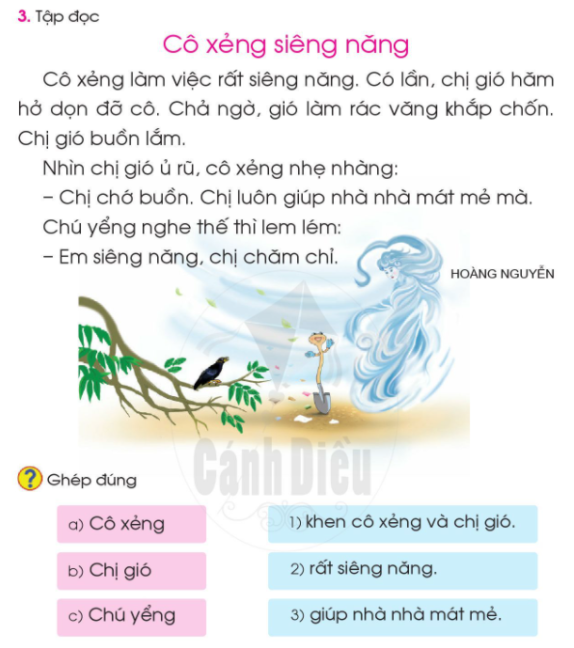 3. Tập đọc
Cô xẻng siêng năng
Cô xẻng làm việc rất siêng năng. Có lần, chị gió hăm
hở dọn đỡ cô. Chả ngờ, gió làm rác văng khắp chốn.
Chị gió buồn lắm.
Nhìn chị gió ủ rũ, cô xẻng nhẹ nhàng:
– Chị chớ buồn. Chị luôn giúp nhà nhà mát mẻ mà.
Chú yểng nghe thế thì lem lém:
– Em siêng năng, chị chăm chỉ.
HOÀNG NGUYỄN
Cánh Diều
? Ghép đúng
a) Cô xẻng
1) khen cô xẻng và chị gió.
b) Chị gió
2) rất siêng năng.
c) Chú yểng
3) giúp nhà nhà mát mẻ.